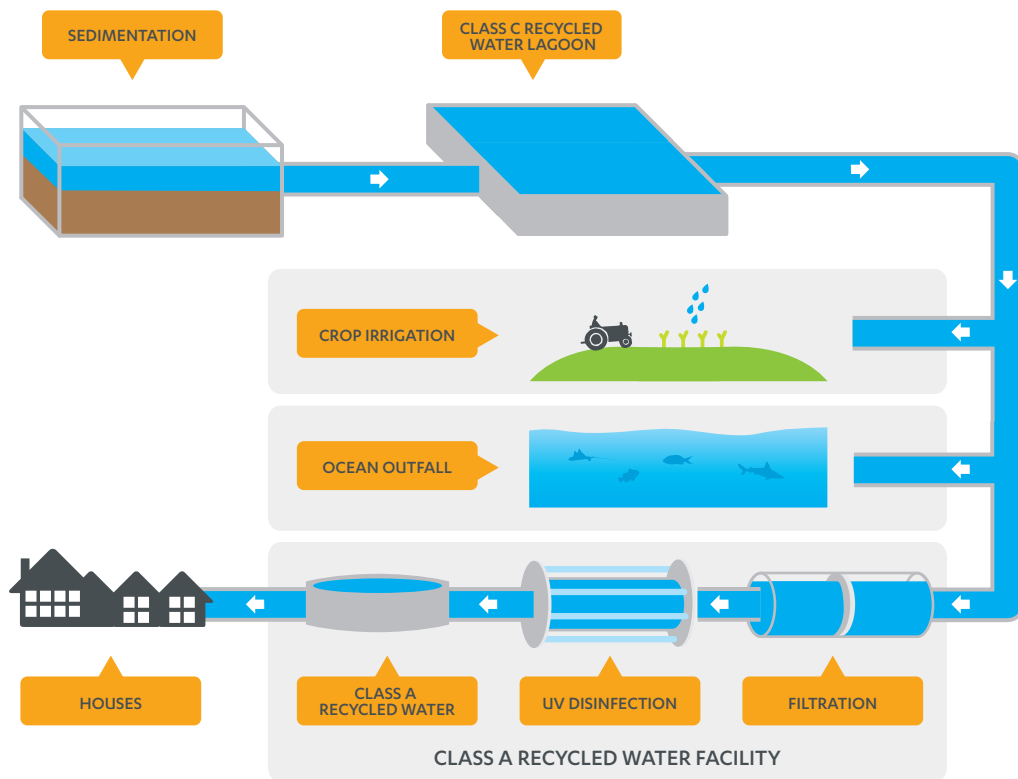 SEDIMENTATION
CLASS C RECYCLED
WATER LAGOON
CROP IRRIGATION
OCEAN OUTFALL
HOUSES
CLASS A
RECYCLED WATER
UV DISINFECTION
FILTRATION
CLASS A RECYCLED WATER FACILITY